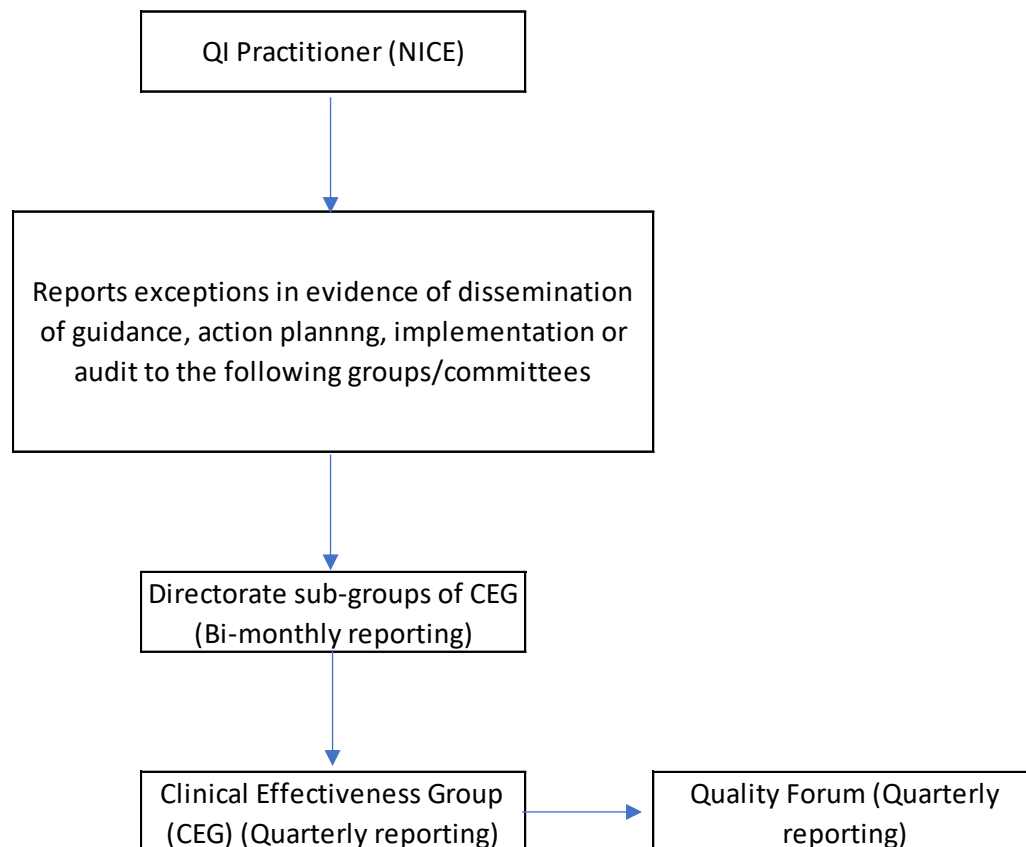 QI Practitioner (NICE)
Reports exceptions in evidence of dissemination
of guidance, action plannng, implementation or
audit to the following groups/committees
Directorate sub-groups of CEG
(Bi-monthly reporting)
Clinical Effectiveness Group
(CEG) (Quarterly reporting)
Quality Forum (Quarterly
reporting)